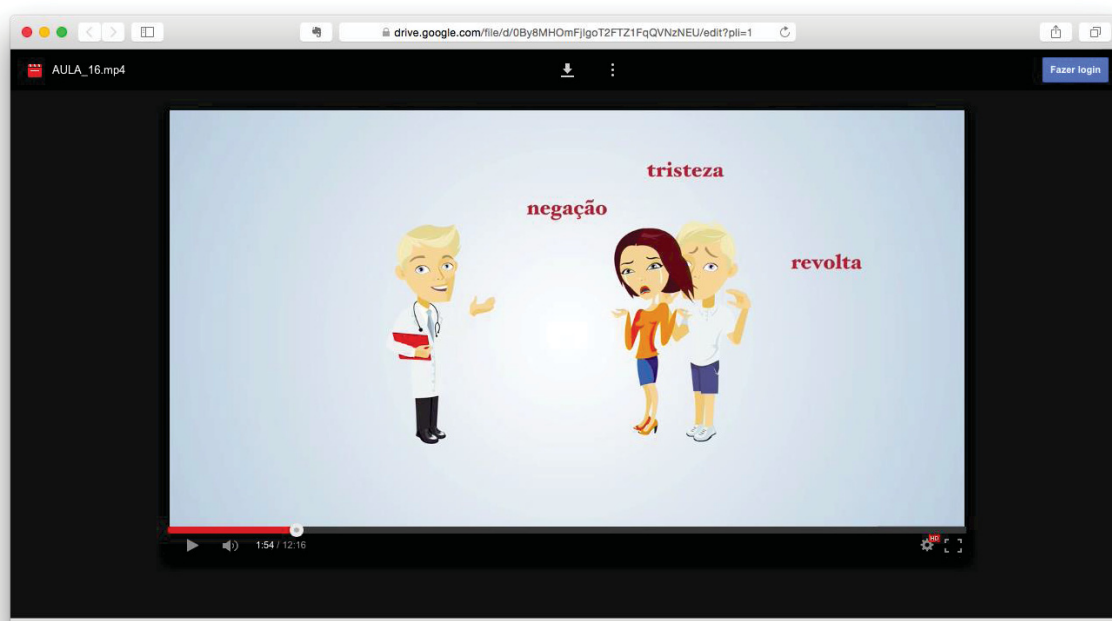 drive.google.com/file/d/0By8MHOmFjlgoT2FTZ1FqQVNzNEU/edit?pli=1
AULA_16.mp4
Fazer login
tristeza
negação
revolta
1:54 / 12:16
HD